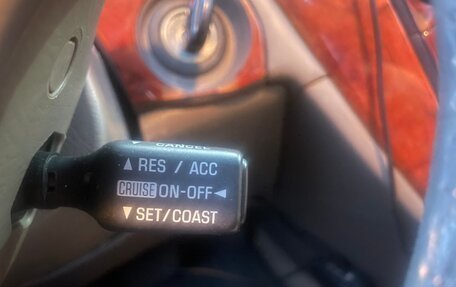 ▼ CANCEL
▲ RES / ACC
CRUISE ON-OFF ◄
▼ SET/COAST